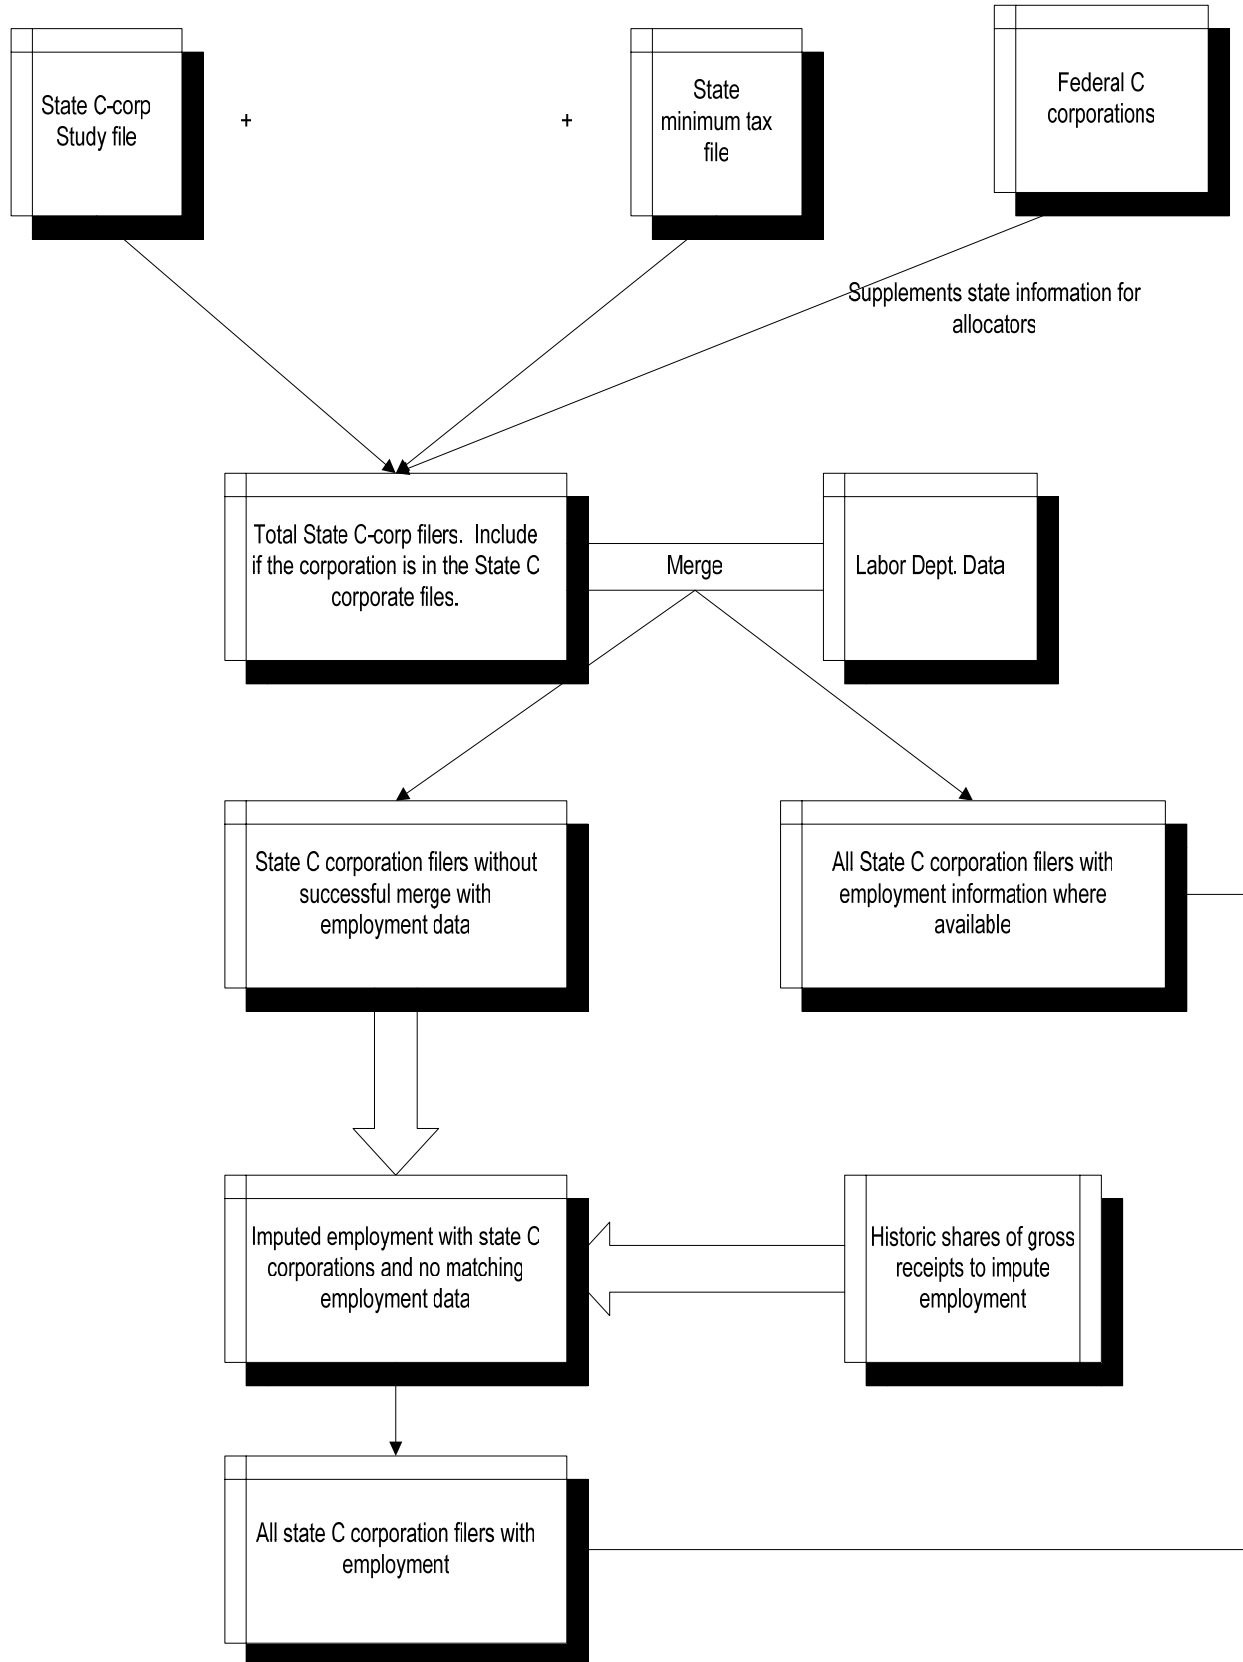 State C-corp
Study file
+
+
State
minimum tax
file
Federal C
corporations
Supplements state information for
allocators
Total State C-corp filers.  Include
if the corporation is in the State C
corporate files.
Merge
Labor Dept. Data
State C corporation filers without
successful merge with
employment data
All State C corporation filers with
employment information where
available
Imputed employment with state C
corporations and no matching
employment data
Historic shares of gross
receipts to impute
employment
All state C corporation filers with
employment